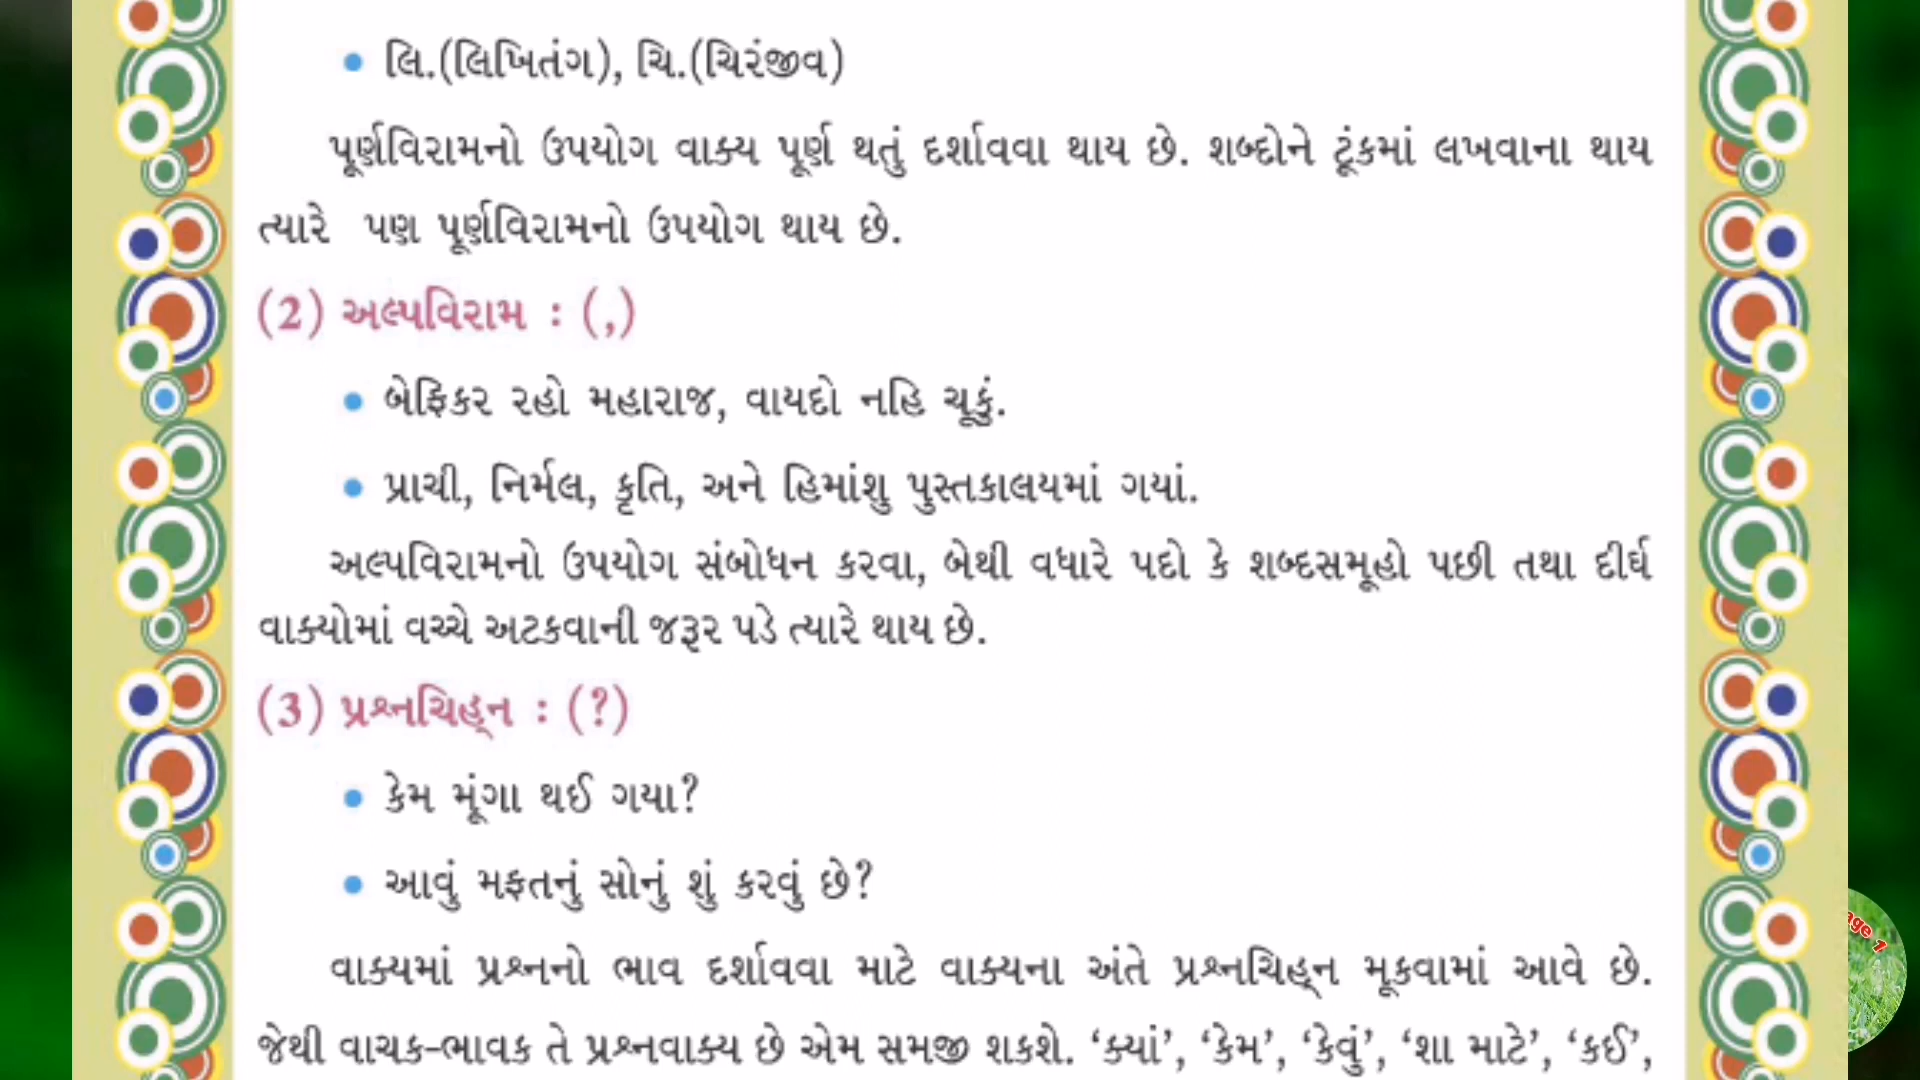 લિ.(લિખિતંગ), ચિ.(ચિરંજીવ)
પૂર્ણવિરામનો ઉપયોગ વાક્ય પૂર્ણ થતું દર્શાવવા થાય છે. શબ્દોને ટૂંકમાં લખવાના થાય
ત્યારે પણ પૂર્ણવિરામનો ઉપયોગ થાય છે.
(2) અલ્પવિરામ : (,)
બેફિકર રહો મહારાજ, વાયદો નહિ ચૂકું.
પ્રાચી, નિર્મલ, કૃતિ, અને હિમાંશુ પુસ્તકાલયમાં ગયાં.
અલ્પવિરામનો ઉપયોગ સંબોધન કરવા, બેથી વધારે પદો કે શબ્દસમૂહો પછી તથા દીર્ઘ
વાક્યોમાં વચ્ચે અટકવાની જરૂર પડે ત્યારે થાય છે.
(3) પ્રશ્નચિહ્ન : (?)
કેમ મૂંગા થઈ ગયા?
આવું મફતનું સોનું શું કરવું છે?
વાક્યમાં પ્રશ્નનો ભાવ દર્શાવવા માટે વાક્યના અંતે પ્રશ્નચિહ્ન મૂકવામાં આવે છે.
જેથી વાચક-ભાવક તે પ્રશ્નવાક્ય છે એમ સમજી શકશે. ‘ક્યાં’, ‘કેમ’, ‘કેવું’, ‘શા માટે’, ‘કઈ’,